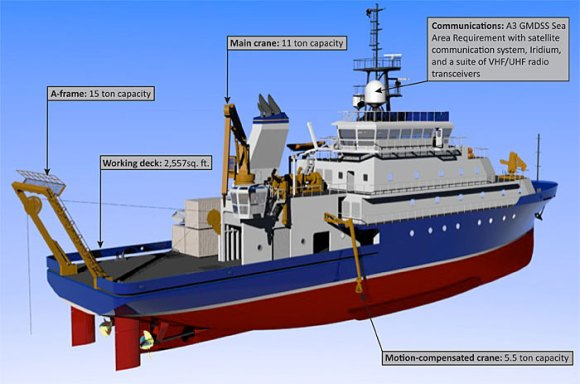 Communications: A3 GMDSS Sea
Area Requirement with satellite
communication system, Iridium,
and a suite of VHF/UHF radio
transceivers
Main crane: 11 ton capacity
A-frame: 15 ton capacity
Working deck: 2,557sq. ft.
Motion-compensated crane: 5.5 ton capacity